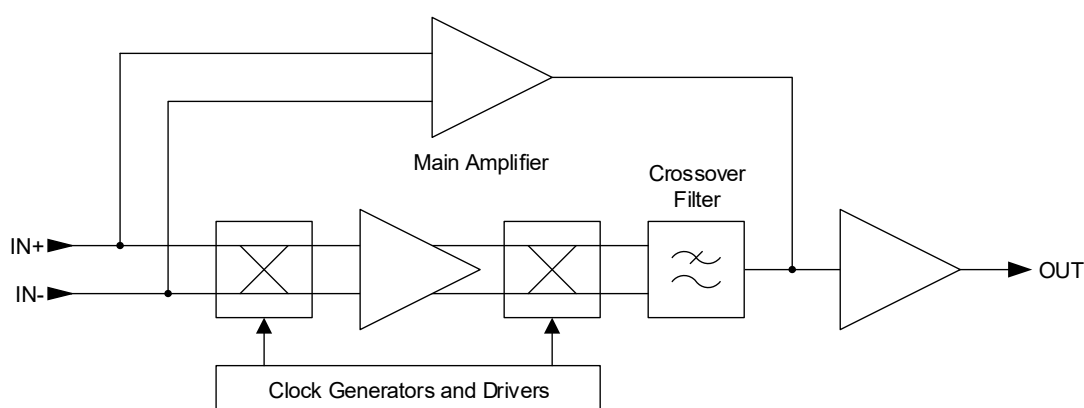 Main Amplifier
Crossover
Filter
IN+
IN-
OUT
Clock Generators and Drivers